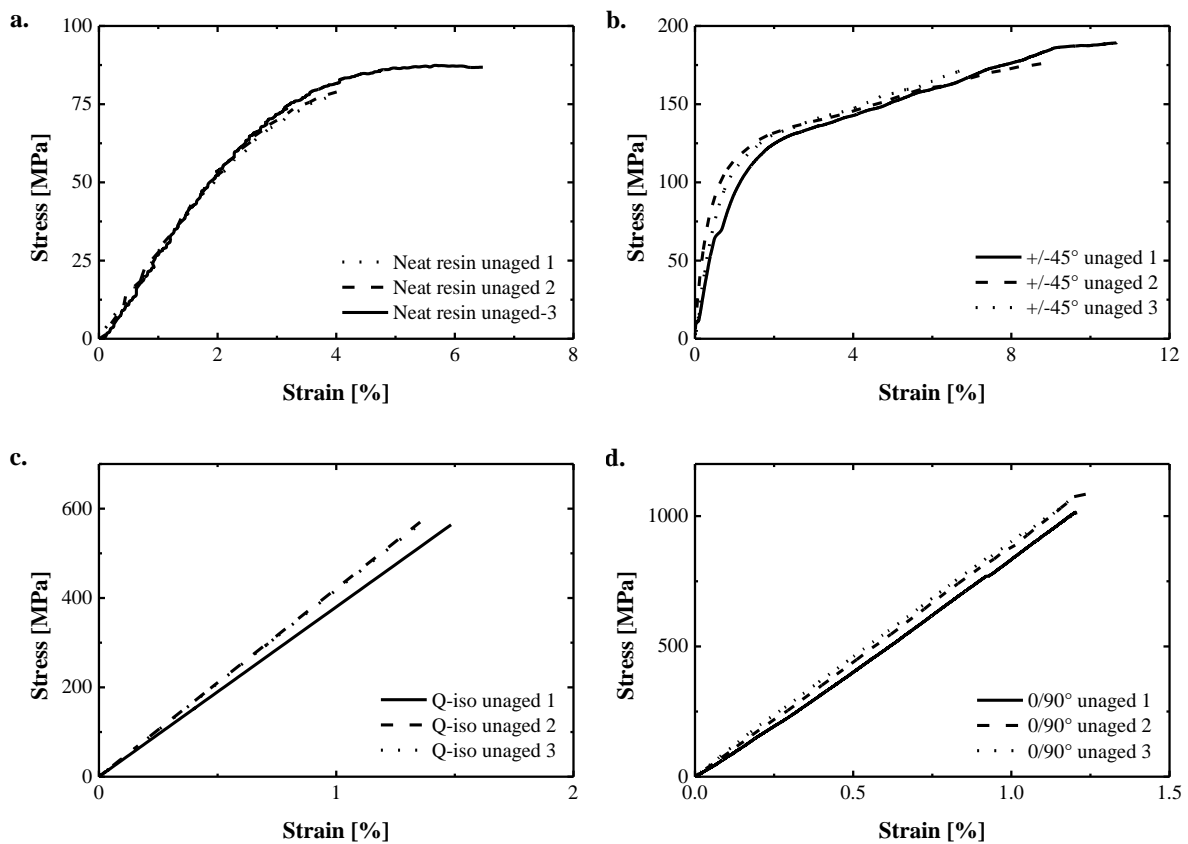 a.
100
75
50
25
0
Stress [MPa]
0 2 4 6 8
Strain [%]
Neat resin unaged 1
Neat resin unaged 2
Neat resin unaged-3
b.
200
150
100
50
0
Stress [MPa]
0 4 8 12
Strain [%]
+/-45° unaged 1
+/-45° unaged 2
+/-45° unaged 3
c.
600
400
200
0
Stress [MPa]
0 1 2
Strain [%]
Q-iso unaged 1
Q-iso unaged 2
Q-iso unaged 3
d.
1000
500
0
Stress [MPa]
0.0 0.5 1.0 1.5
Strain [%]
0/90° unaged 1
0/90° unaged 2
0/90° unaged 3